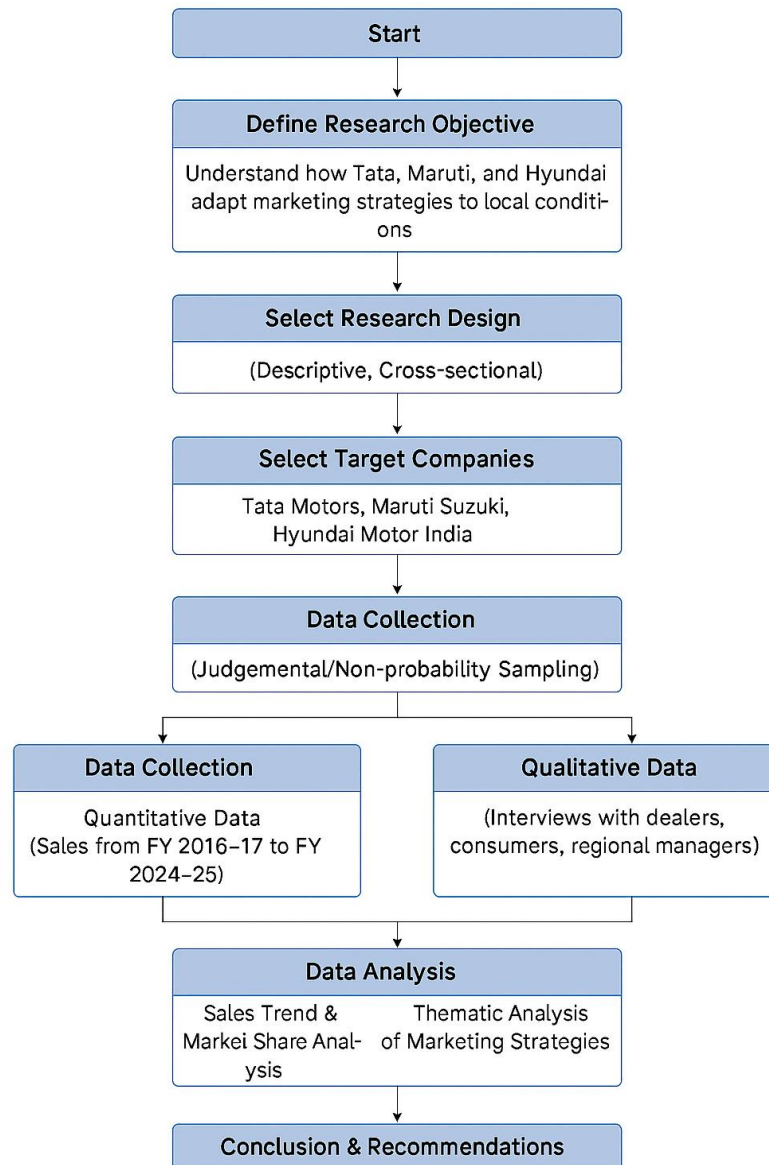 Start
Define Research Objective
Understand how Tata, Maruti, and Hyundai
adapt marketing strategies to local conditi-
ons
Select Research Design
(Descriptive, Cross-sectional)
Select Target Companies
Tata Motors, Maruti Suzuki,
Hyundai Motor India
Data Collection
(Judgemental/Non-probability Sampling)
Data Collection
Quantitative Data
(Sales from FY 2016–17 to FY
2024–25)
Qualitative Data
(Interviews with dealers,
consumers, regional managers)
Data Analysis
Sales Trend &
Markei Share Anal-
ysis
Thematic Analysis
of Marketing Strategies
Conclusion & Recommendations